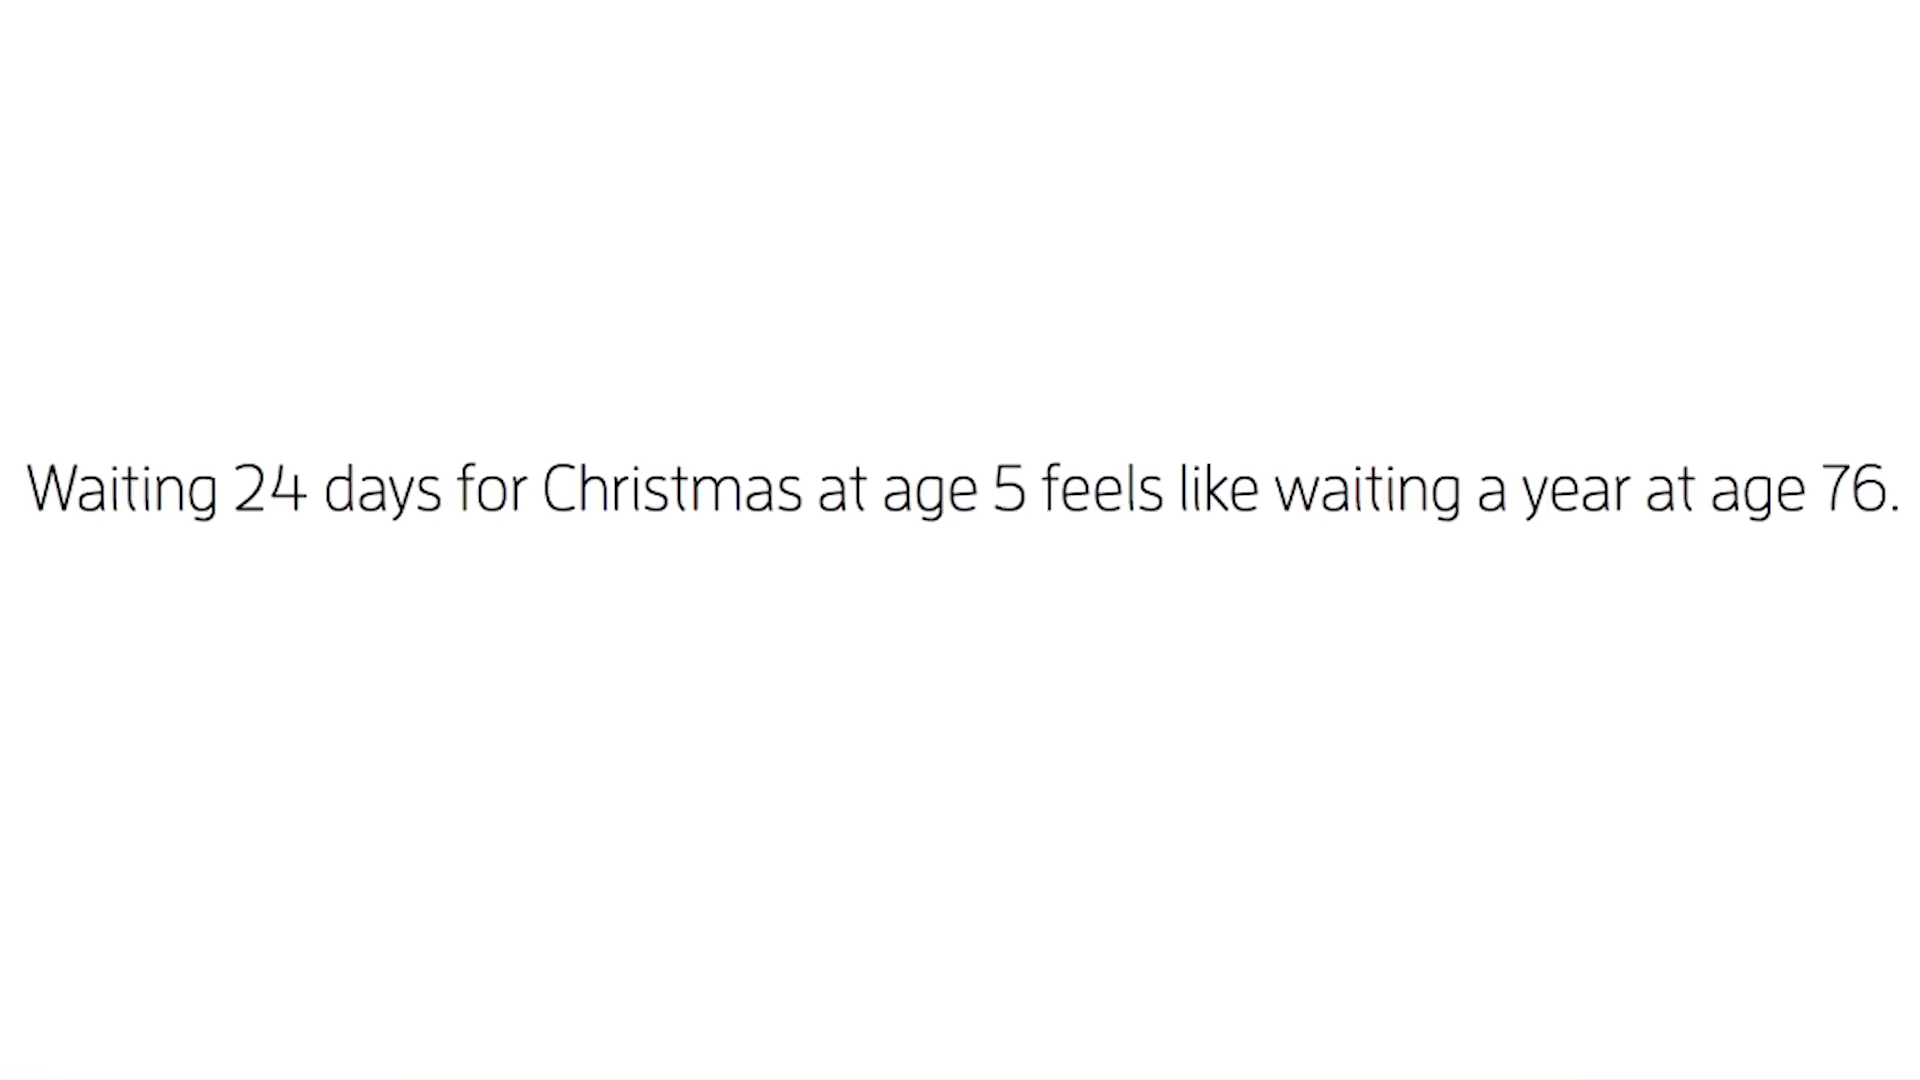 Waiting 24 days for Christmas at age 5 feels like waiting a year at age 76.